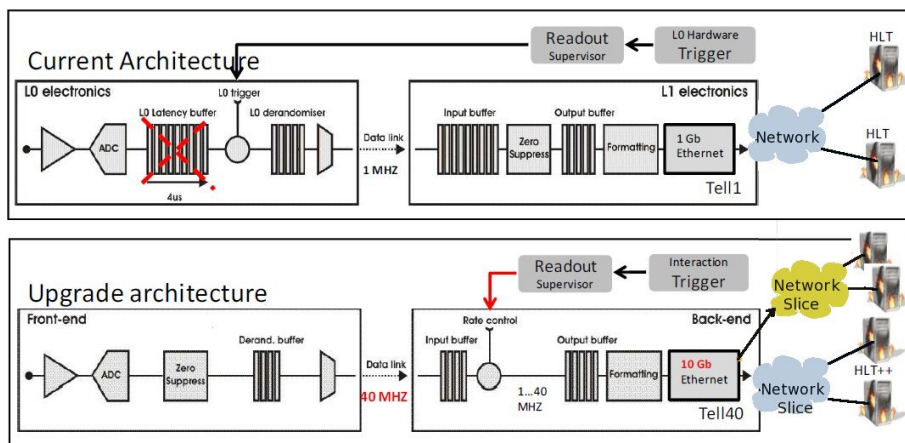 Current Architecture
Readout
Supervisor
L0 Hardware
Trigger
HLT
L0 electronics
L0 trigger
L0 Latency buffer
L0 derandomiser
ADC
4us
Data link
1 MHZ
L1 electronics
Input buffer
Output buffer
Zero
Suppress
Formatting
1 Gb
Ethernet
Tell1
Network
HLT
Upgrade architecture
Readout
Supervisor
Interaction
Trigger
Network
Slice
Front-end
Derand. buffer
ADC
Zero
Suppress
Data link
40 MHZ
Rate control
Back-end
Input buffer
Output buffer
1...40
MHZ
Formatting
10 Gb
Ethernet
Tell40
Network
Slice
HLT++